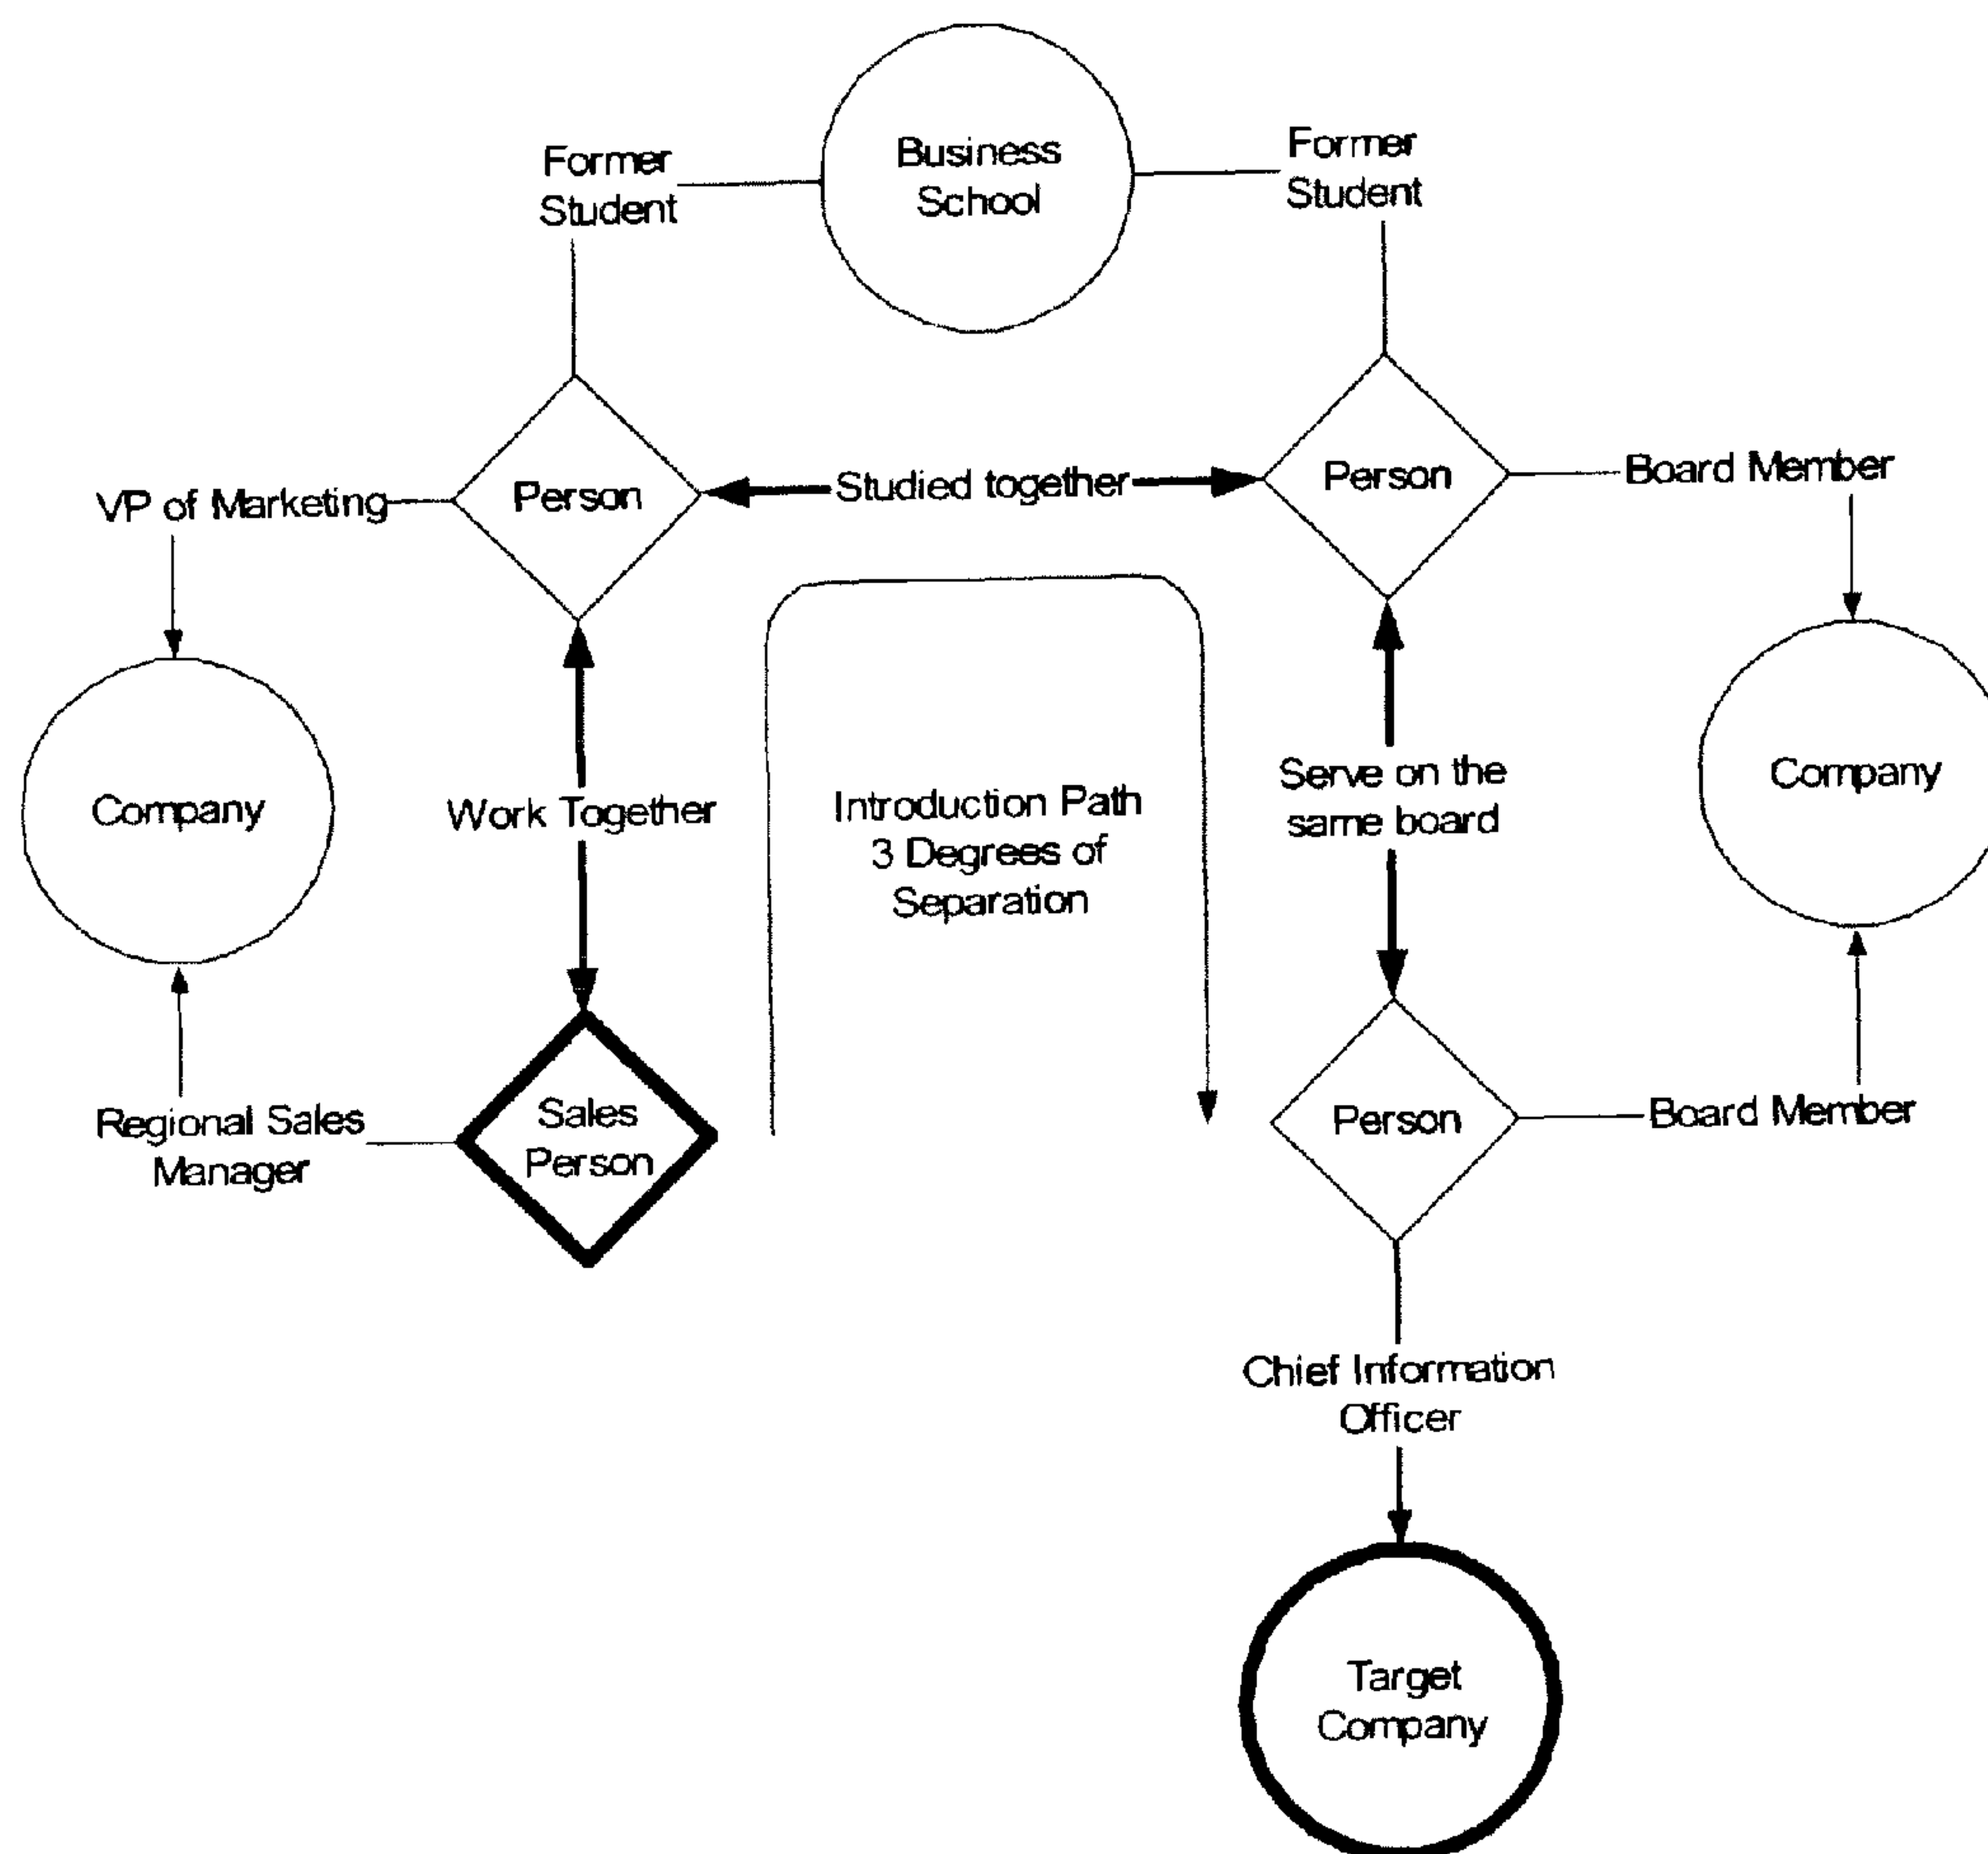 Former
Student
Business
School
Former
Student
VP of Marketing
Person
Studied together
Person
Board Member
Company
Work Together
Introduction Path
3 Degrees of
Separation
Serve on the
same board
Company
Regional Sales
Manager
Sales
Person
Person
Board Member
Chief Information
Officer
Target
Company